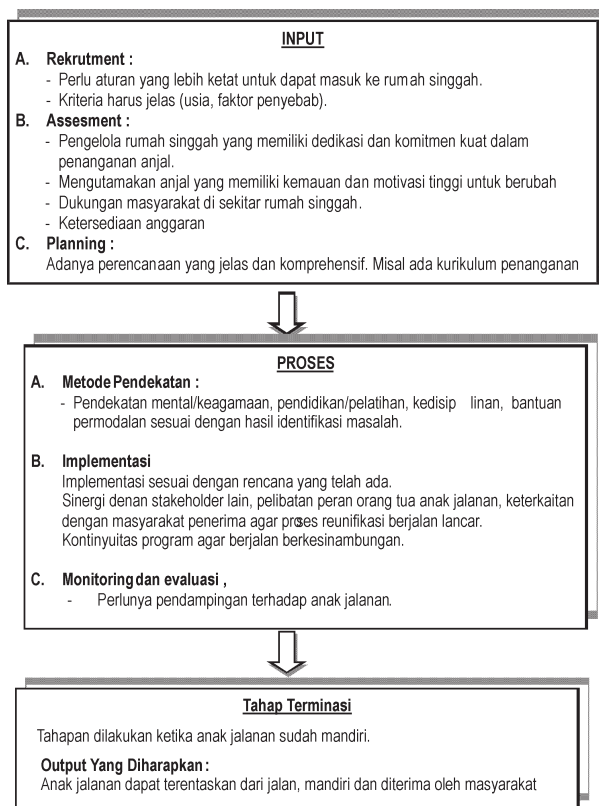 INPUT
A. Rekrutment :
- Perlu aturan yang lebih ketat untuk dapat masuk ke rumah singgah.
- Kriteria harus jelas (usia, faktor penyebab).
B. Assesment :
- Pengelola rumah singgah yang memiliki dedikasi dan komitmen kuat dalam
penanganan anjal.
- Mengutamakan anjal yang memiliki kemauan dan motivasi tinggi untuk berubah
- Dukungan masyarakat di sekitar rumah singgah.
- Ketersediaan anggaran
C. Planning :
Adanya perencanaan yang jelas dan komprehensif. Misal ada kurikulum penanganan
PROSES
A. Metode Pendekatan :
- Pendekatan mental/keagamaan, pendidikan/pelatihan, kedisip linan, bantuan
permodalan sesuai dengan hasil identifikasi masalah.
B. Implementasi
Implementasi sesuai dengan rencana yang telah ada.
Sinergi denan stakeholder lain, pelibatan peran orang tua anak jalanan, keterkaitan
dengan masyarakat penerima agar proses reunifikasi berjalan lancar.
Kontinyuitas program agar berjalan berkesinambungan.
C. Monitoring dan evaluasi ,
- Perlunya pendampingan terhadap anak jalanan.
Tahap Terminasi
Tahapan dilakukan ketika anak jalanan sudah mandiri.
Output Yang Diharapkan :
Anak jalanan dapat terentaskan dari jalan, mandiri dan diterima oleh masyarakat